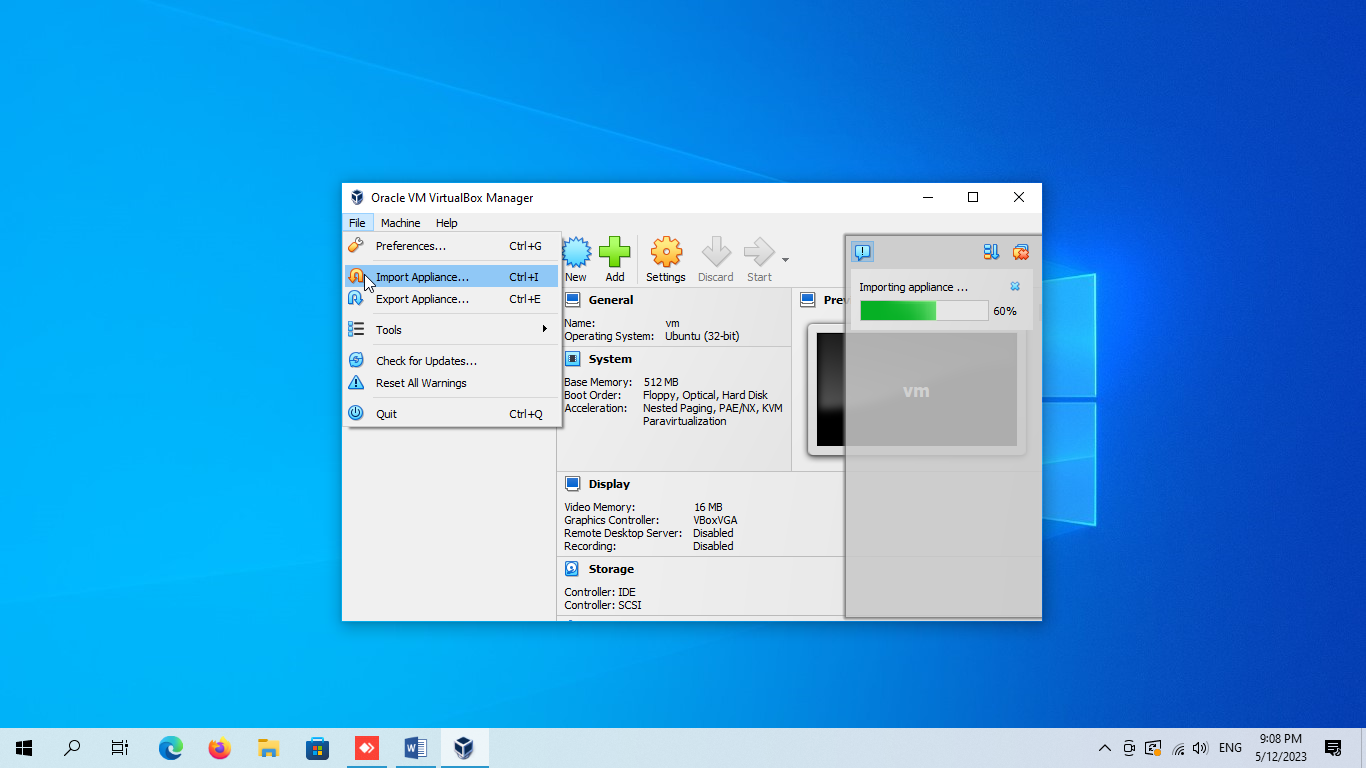 Oracle VM VirtualBox Manager
File Machine Help
Preferences... Ctrl+G
Import Appliance... Ctrl+I
Export Appliance... Ctrl+E
Tools
Check for Updates...
Reset All Warnings
Quit Ctrl+Q
New Add Settings Discard Start
General
Name: vm
Operating System: Ubuntu (32-bit)
System
Base Memory: 512 MB
Boot Order: Floppy, Optical, Hard Disk
Acceleration: Nested Paging, PAE/NX, KVM
Paravirtualization
Display
Video Memory: 16 MB
Graphics Controller: VBoxVGA
Remote Desktop Server: Disabled
Recording: Disabled
Storage
Controller: IDE
Controller: SCSI
Importing appliance ...
60%
vm
W
ENG
9:08 PM
5/12/2023